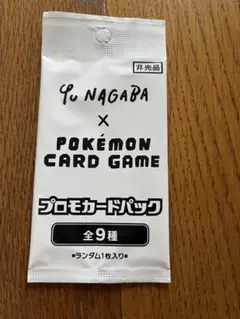 非売品
Yu NAGABA
×
POKÉMON
CARD GAME
プロモカードパック
全9種
★ランダム1枚入り★